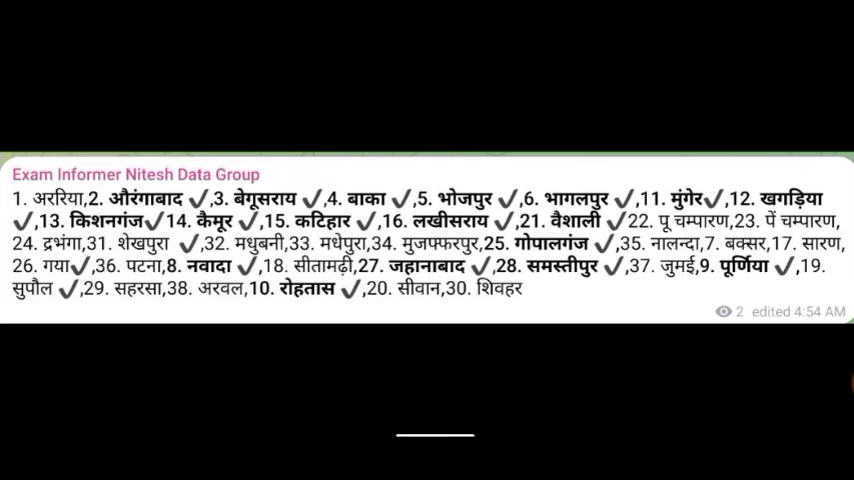 Exam Informer Nitesh Data Group
1. अररिया,2. औरंगाबाद ✔,3. बेगूसराय ✔,4. बाका ✔,5. भोजपुर ✔,6. भागलपुर ✔,11. मुंगेर✔,12. खगड़िया
✔,13. किशनगंज✔14. कैमूर ✔,15. कटिहार ✔,16. लखीसराय ✔,21. वैशाली ✔22. पू चम्पारण,23. पें चम्पारण,
24. द्रभंगा,31. शेखपुरा ✔,32. मधुबनी,33. मधेपुरा,34. मुजफ्फरपुर,25. गोपालगंज ✔,35. नालन्दा,7. बक्सर,17. सारण,
26. गया✔,36. पटना,8. नवादा ✔,18. सीतामढ़ी,27. जहानाबाद ✔,28. समस्तीपुर ✔,37. जुमई,9. पूर्णिया ✔,19.
सुपौल ✔,29. सहरसा,38. अरवल,10. रोहतास ✔,20. सीवान,30. शिवहर
2 edited 4:54 AM